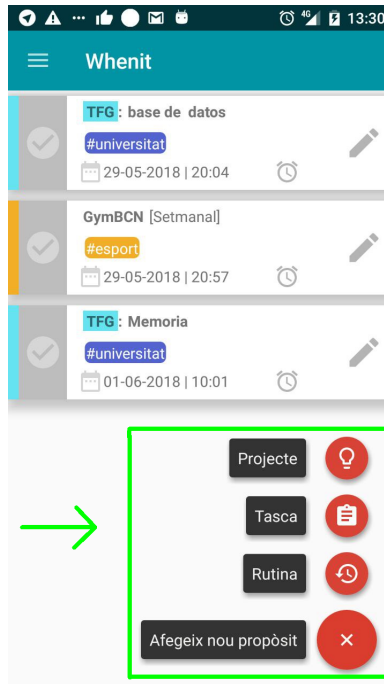 4G 13:30
Whenit
TFG : base de datos
#universitat
29-05-2018 | 20:04
GymBCN [Setmanal]
#esport
29-05-2018 | 20:57
TFG : Memoria
#universitat
01-06-2018 | 10:01
Projecte
Tasca
Rutina
Afegeix nou propòsit